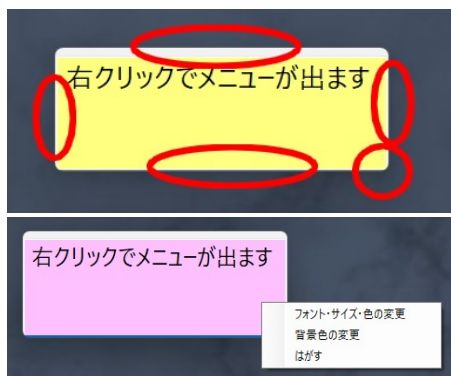 右クリックでメニューが出ます
右クリックでメニューが出ます
フォント・サイズ・色の変更
背景色の変更
はがす